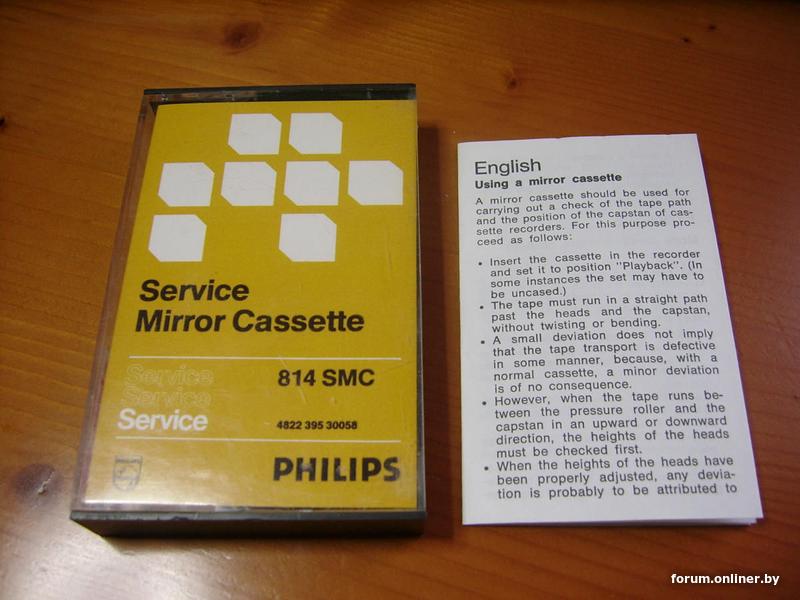 Service
Mirror Cassette
Service
Service
Service
814 SMC
4822 395 30058
PHILIPS
English
Using a mirror cassette
A mirror cassette should be used for
carrying out a check of the tape path
and the position of the capstan of cas-
sette recorders. For this purpose pro-
ceed as follows:
• Insert the cassette in the recorder
and set it to position "Playback". (In
some instances the set may have to
be uncased.)
• The tape must run in a straight path
past the heads and the capstan,
without twisting or bending.
• A small deviation does not imply
that the tape transport is defective
in some manner, because, with a
normal cassette, a minor deviation
is of no consequence.
• However, when the tape runs be-
tween the pressure roller and the
capstan in an upward or downward
direction, the heights of the heads
must be checked first.
• When the heights of the heads have
been properly adjusted, any devia-
tion is probably to be attributed to
forum.onliner.by